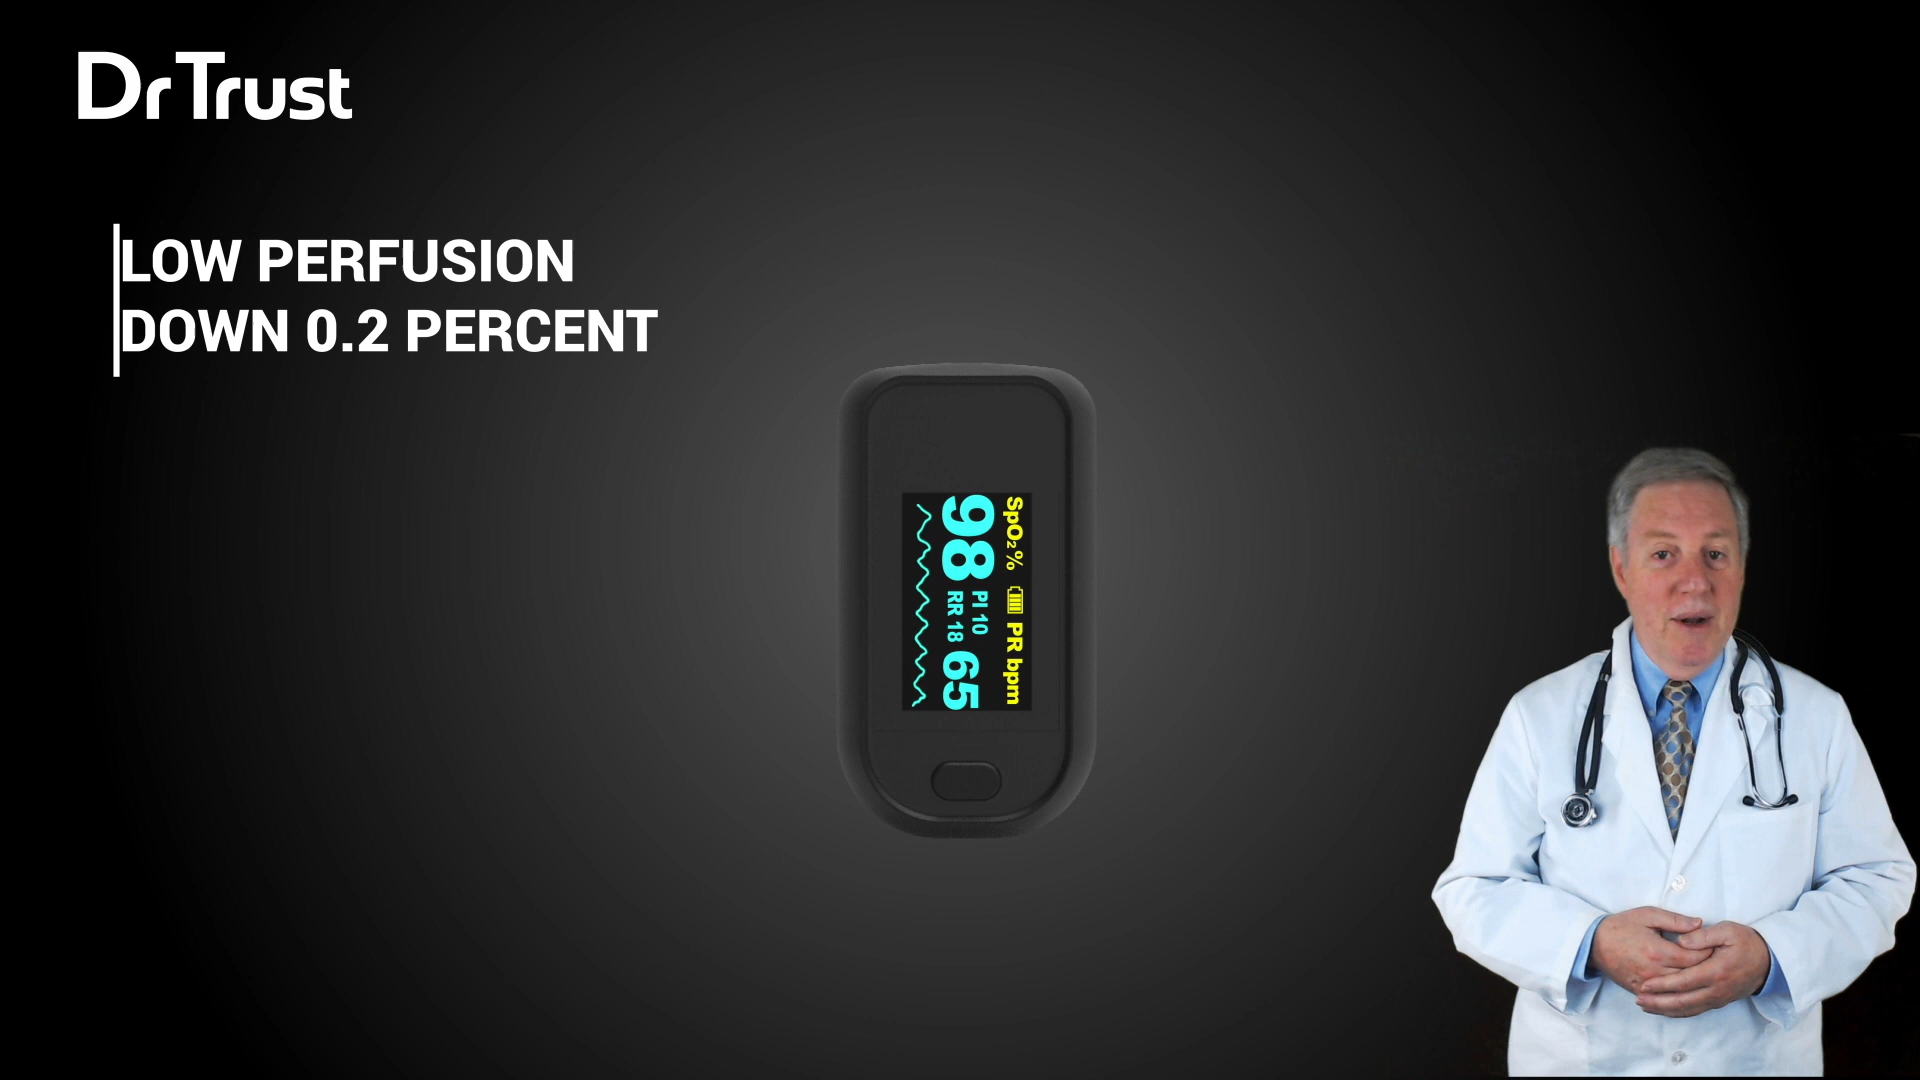 Dr Trust
LOW PERFUSION
DOWN 0.2 PERCENT
SpO₂% PR bpm
98 PI 10 65
RR 18